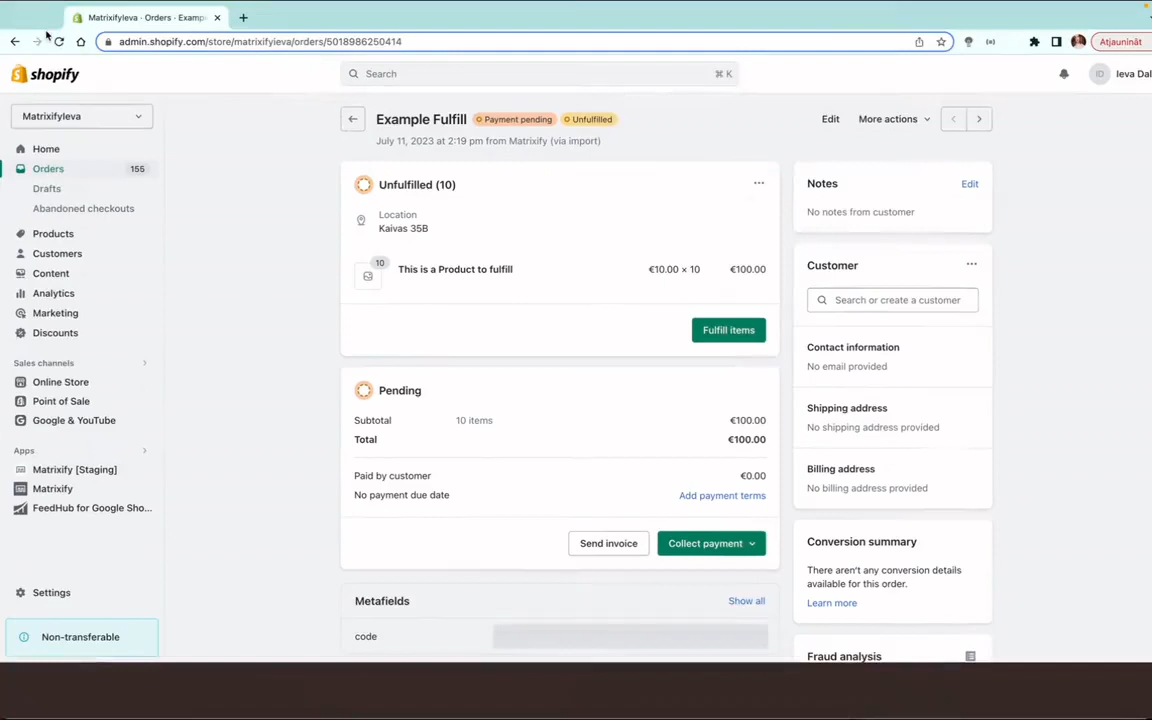 Matrixifyleva · Orders · Examp
admin.shopify.com/store/matrixifyieva/orders/5018986250414
Atjaunināt
shopify
Search
⌘ K
ID
Ieva Dal
Matrixifyleva
Example Fulfill
Payment pending
Unfulfilled
Edit
More actions
July 11, 2023 at 2:19 pm from Matrixify (via import)
Home
Orders
155
Drafts
Abandoned checkouts
Products
Customers
Content
Analytics
Marketing
Discounts
Sales channels
Online Store
Point of Sale
Google & YouTube
Apps
Matrixify [Staging]
Matrixify
FeedHub for Google Sho...
Settings
Non-transferable
Unfulfilled (10)
Location
Kaivas 35B
10
This is a Product to fulfill
€10.00 × 10
€100.00
Fulfill items
Pending
Subtotal
10 items
€100.00
Total
€100.00
Paid by customer
€0.00
No payment due date
Add payment terms
Send invoice
Collect payment
Metafields
Show all
code
Notes
Edit
No notes from customer
Customer
Search or create a customer
Contact information
No email provided
Shipping address
No shipping address provided
Billing address
No billing address provided
Conversion summary
There aren't any conversion details
available for this order.
Learn more
Fraud analysis